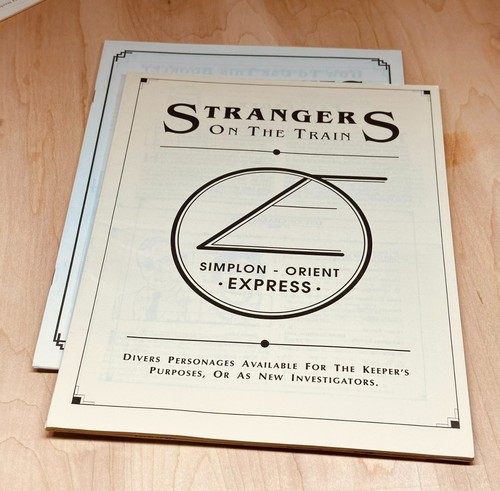 STRANGERS
ON THE TRAIN
SIMPLON - ORIENT
· EXPRESS ·
DIVERS PERSONAGES AVAILABLE FOR THE KEEPER'S
PURPOSES, OR AS NEW INVESTIGATORS.